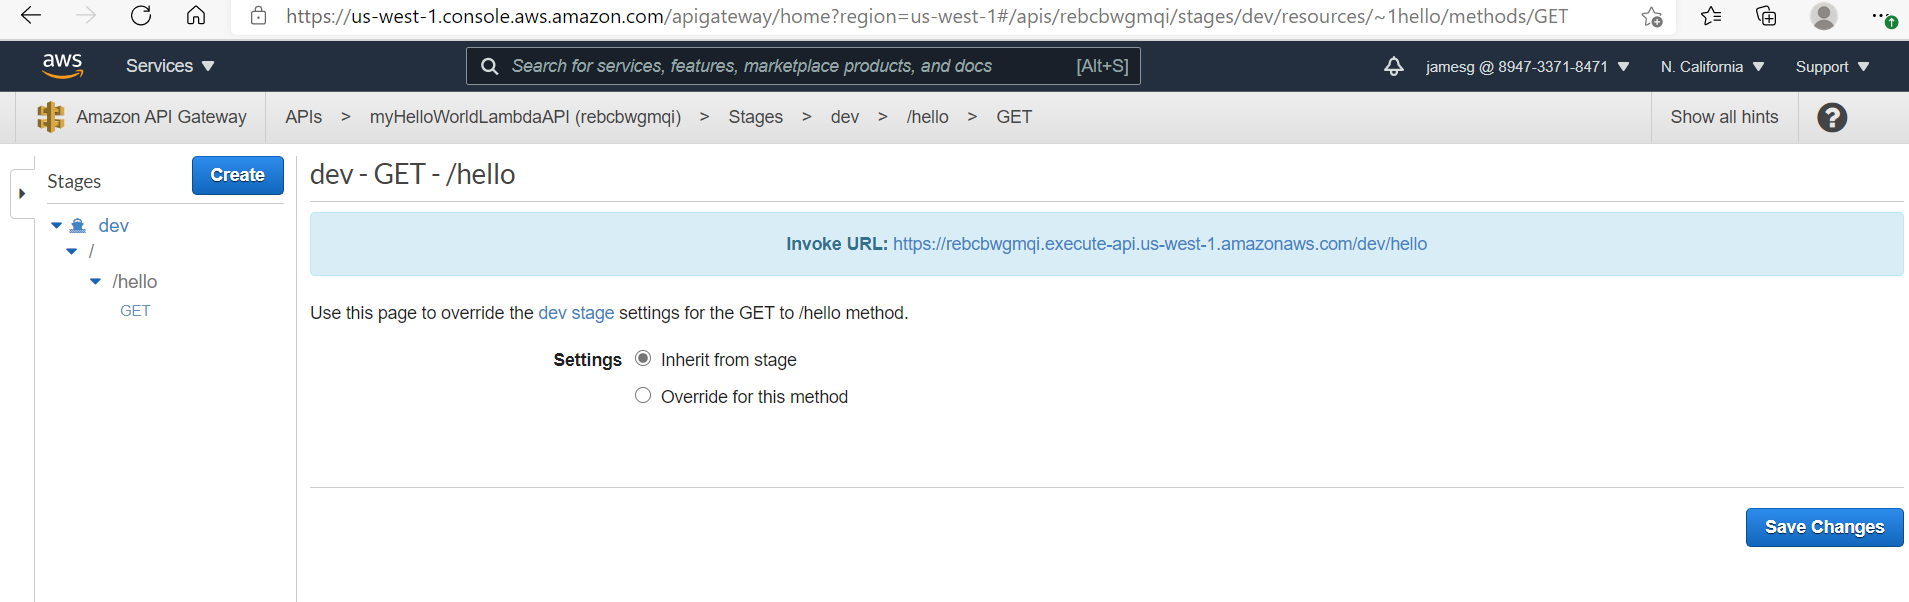 https://us-west-1.console.aws.amazon.com/apigateway/home?region=us-west-1#/apis/rebcbwgmqi/stages/dev/resources/~1hello/methods/GET
aws Services Search for services, features, marketplace products, and docs [Alt+S] jamesg @ 8947-3371-8471 N. California Support
Amazon API Gateway APIs > myHelloWorldLambdaAPI (rebcbwgmqi) > Stages > dev > /hello > GET Show all hints ?
Stages Create
dev
/
/hello
GET
dev - GET - /hello
Invoke URL: https://rebcbwgmqi.execute-api.us-west-1.amazonaws.com/dev/hello
Use this page to override the dev stage settings for the GET to /hello method.
Settings Inherit from stage
Override for this method
Save Changes